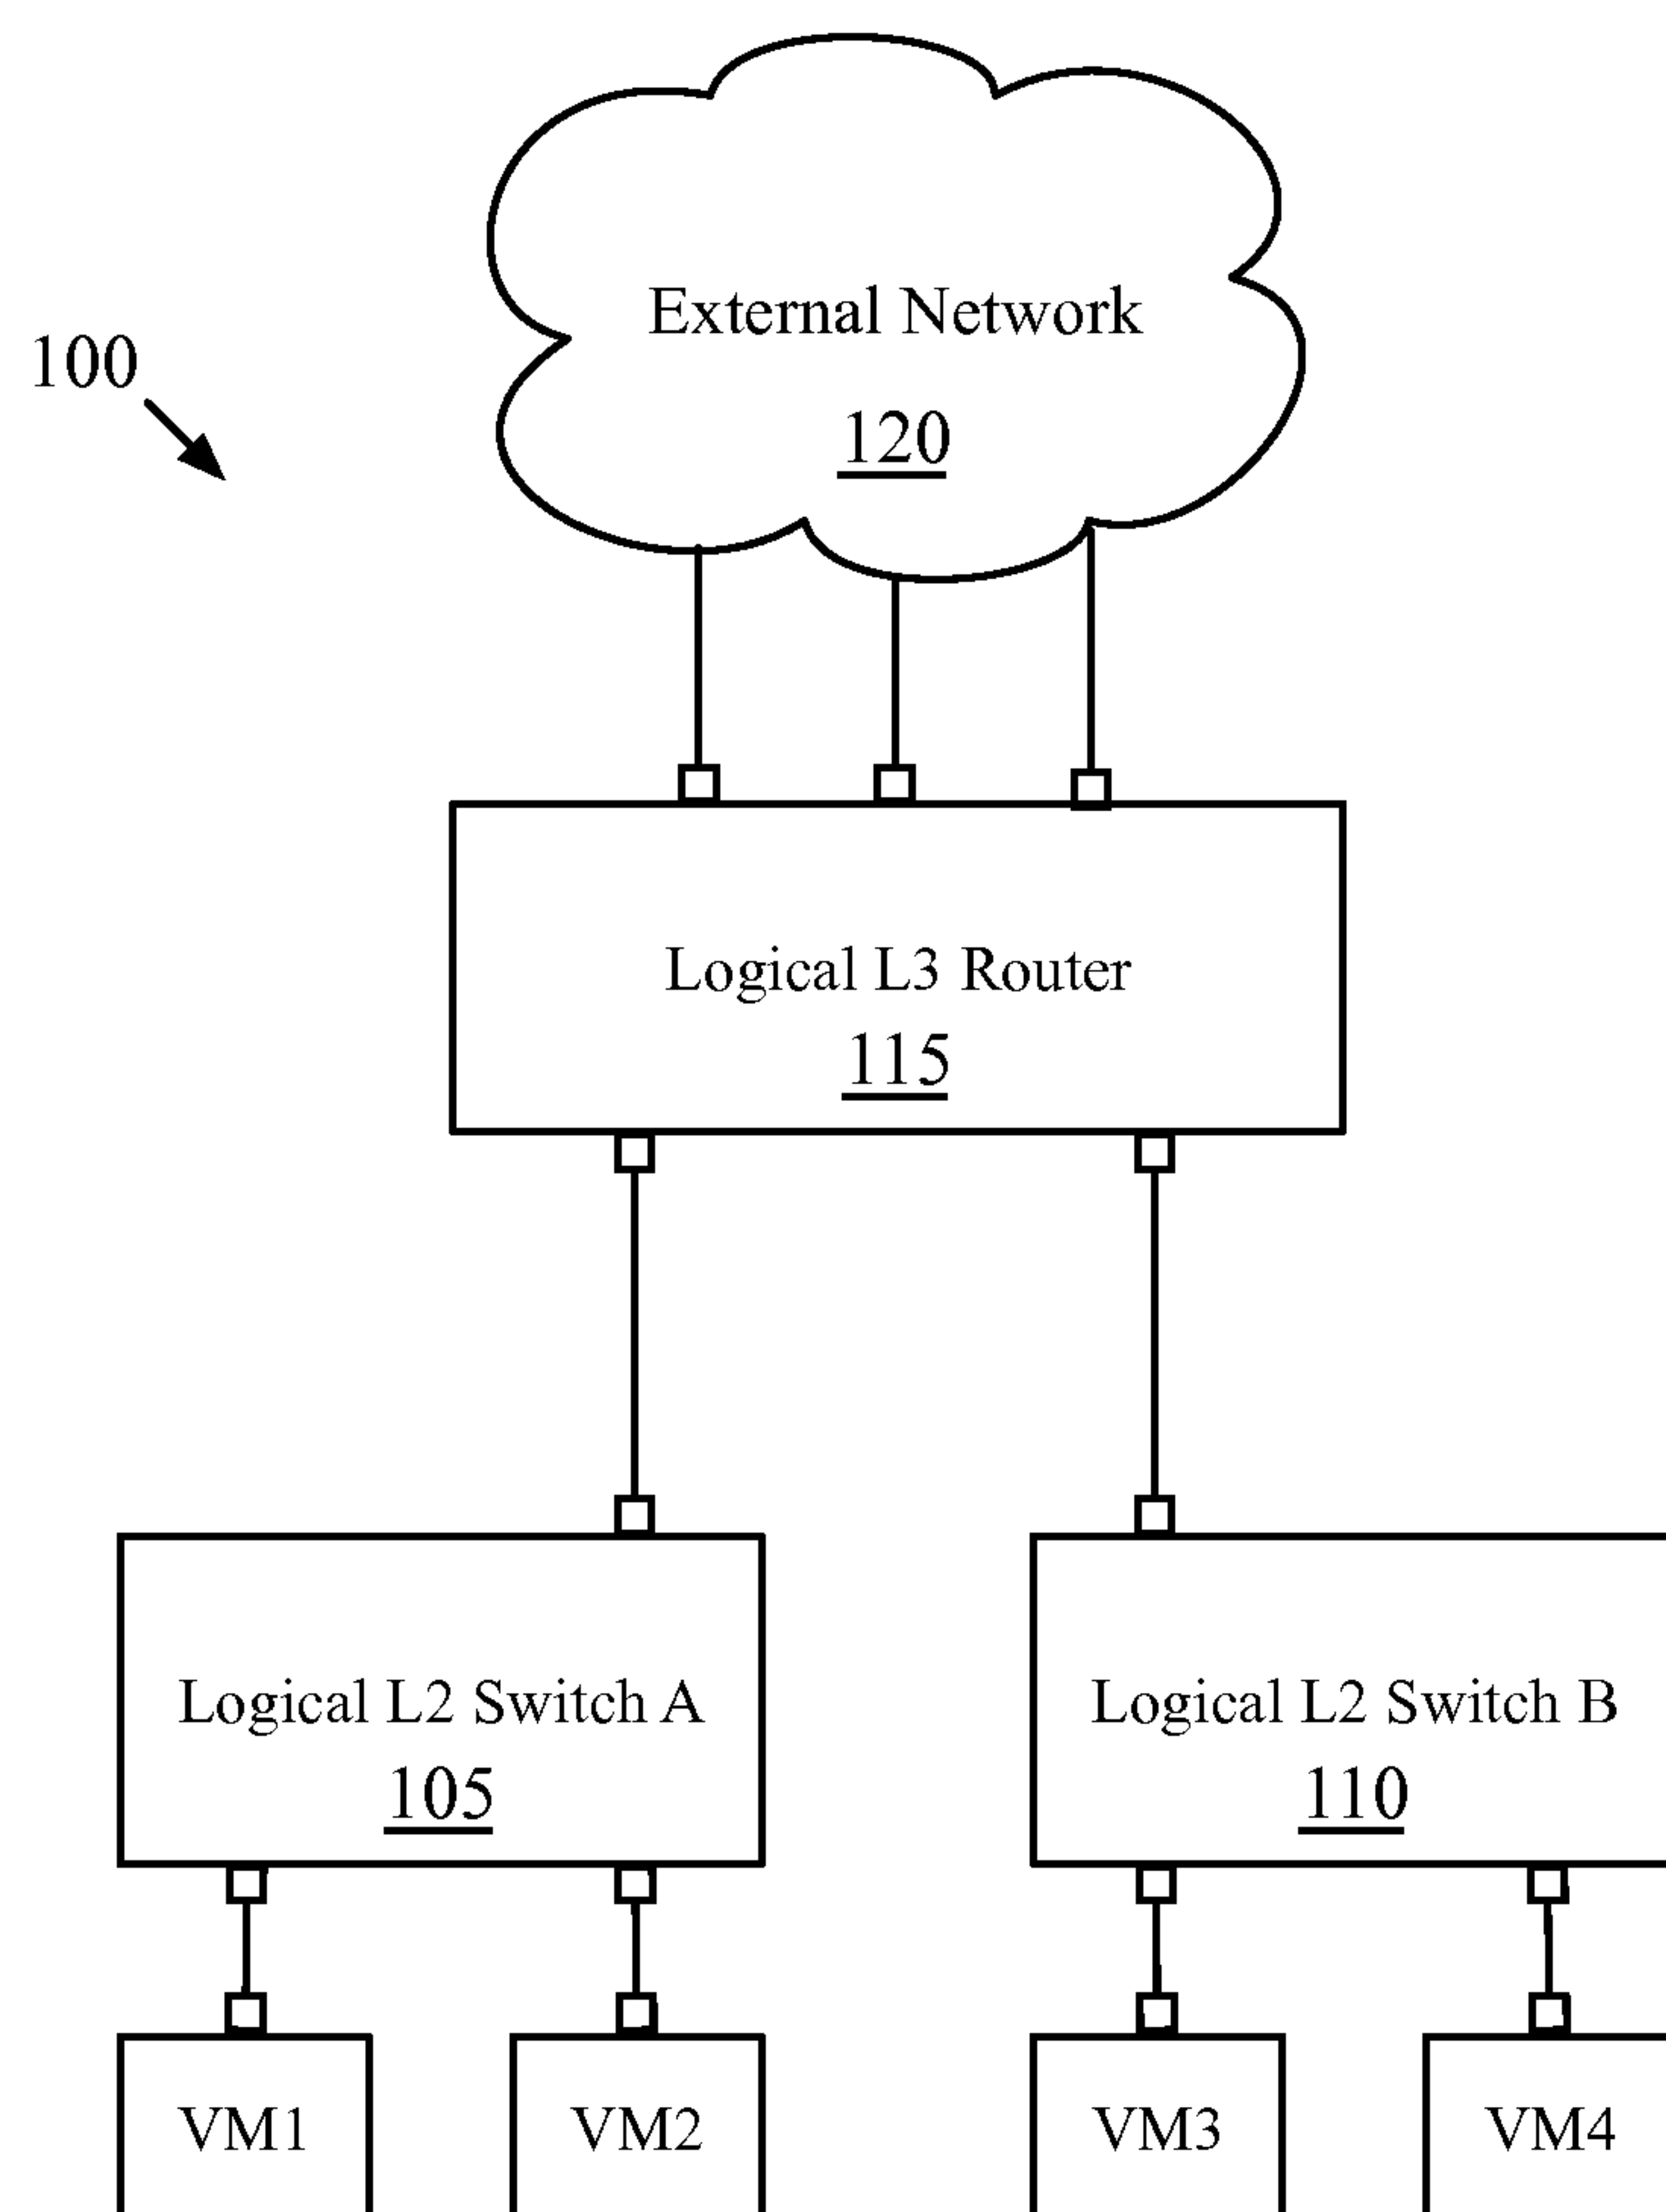 External Network
100
120
Logical L3 Router
115
Logical L2 Switch A
Logical L2 Switch B
105
110
VM1
VM2
VM3
VM4